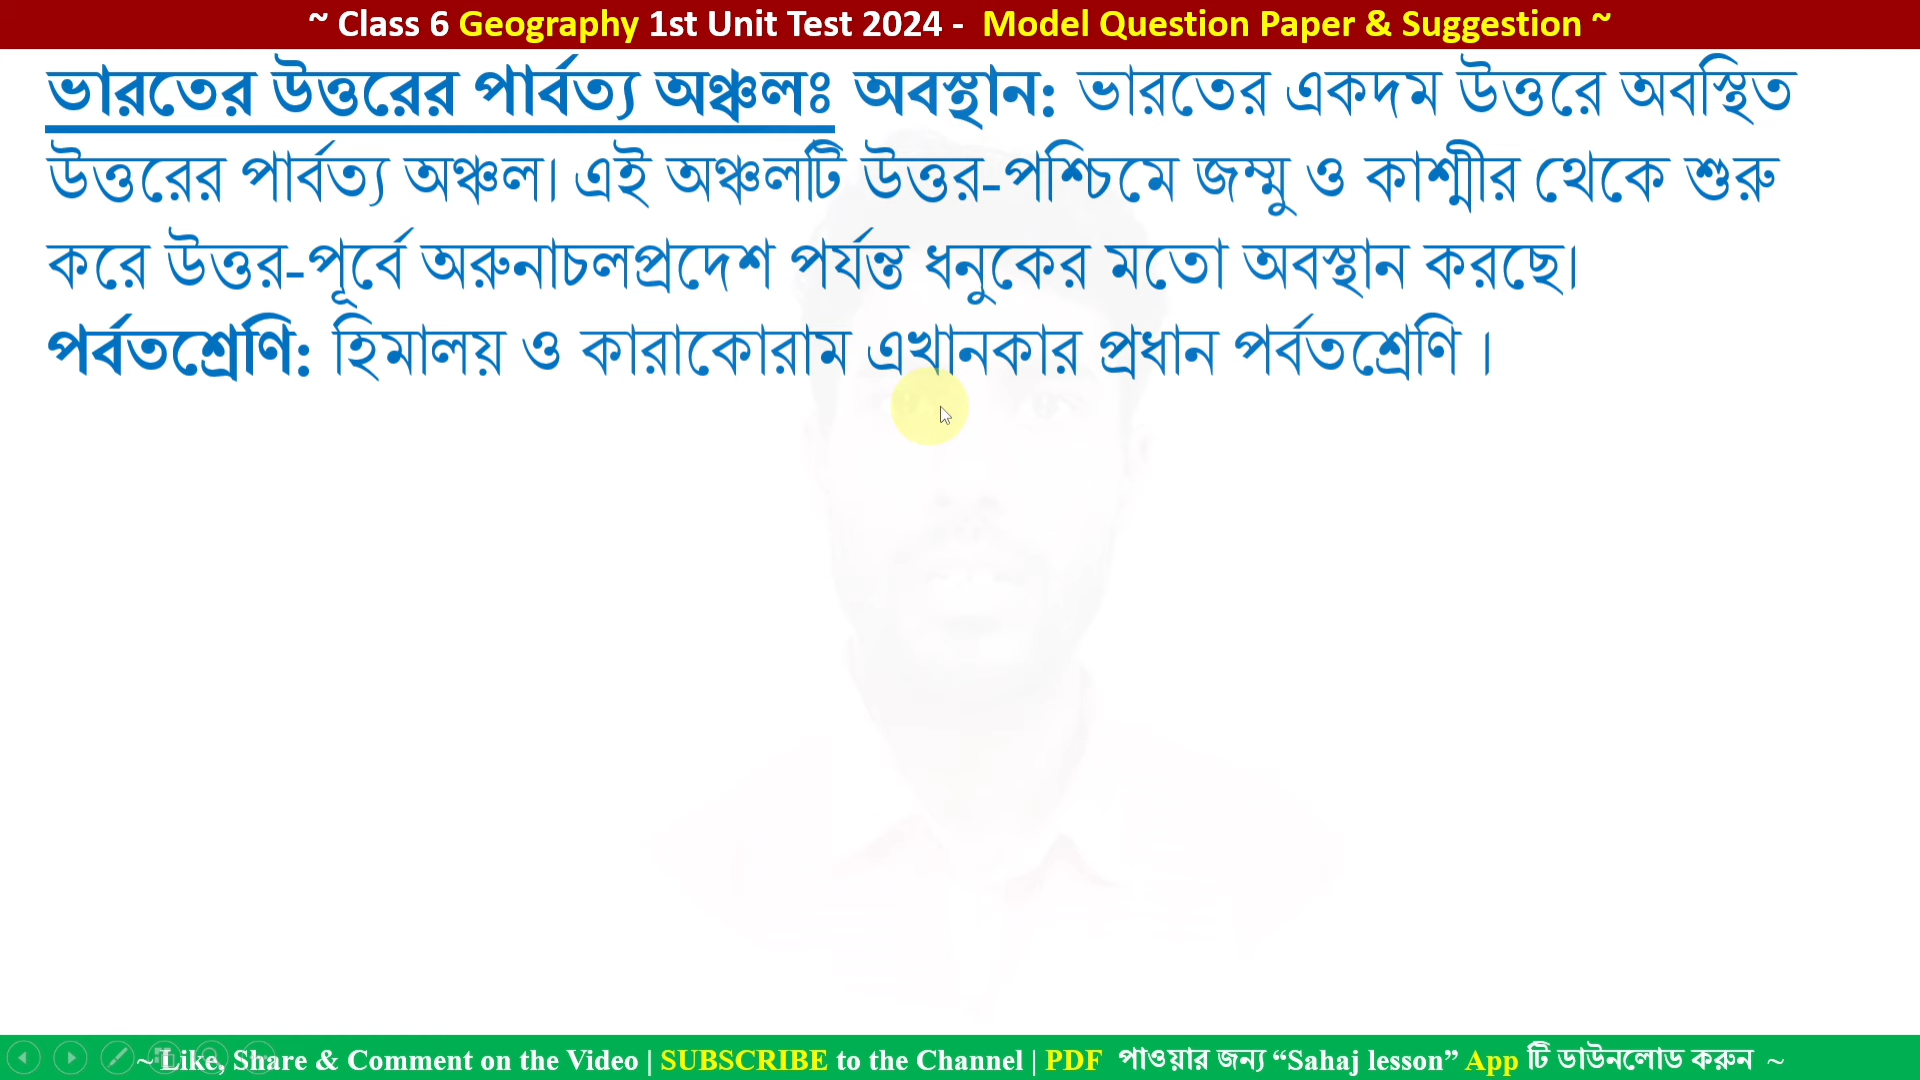 ~ Class 6 Geography 1st Unit Test 2024 - Model Question Paper & Suggestion ~
ভারতের উত্তরের পার্বত্য অঞ্চলঃ অবস্থান: ভারতের একদম উত্তরে অবস্থিত
উত্তরের পার্বত্য অঞ্চল। এই অঞ্চলটি উত্তর-পশ্চিমে জম্মু ও কাশ্মীর থেকে শুরু
করে উত্তর-পূর্বে অরুনাচলপ্রদেশ পর্যন্ত ধনুকের মতো অবস্থান করছে।
পর্বতশ্রেণি: হিমালয় ও কারাকোরাম এখানকার প্রধান পর্বতশ্রেণি ।
~ Like, Share & Comment on the Video | SUBSCRIBE to the Channel | PDF পাওয়ার জন্য “Sahaj lesson” App টি ডাউনলোড করুন ~